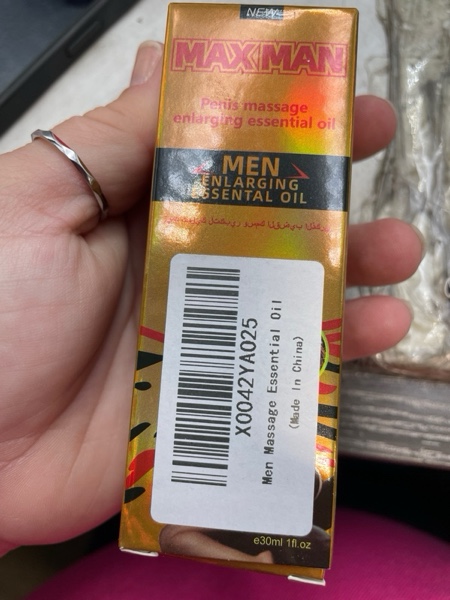 NEW
MAXMAN
Penis massage
enlarging essential oil
MEN
ENLARGING
ESSENTAL OIL
X0042YA025
Men Massage Essential Oil
(Made In China)
e30ml 1fl.oz